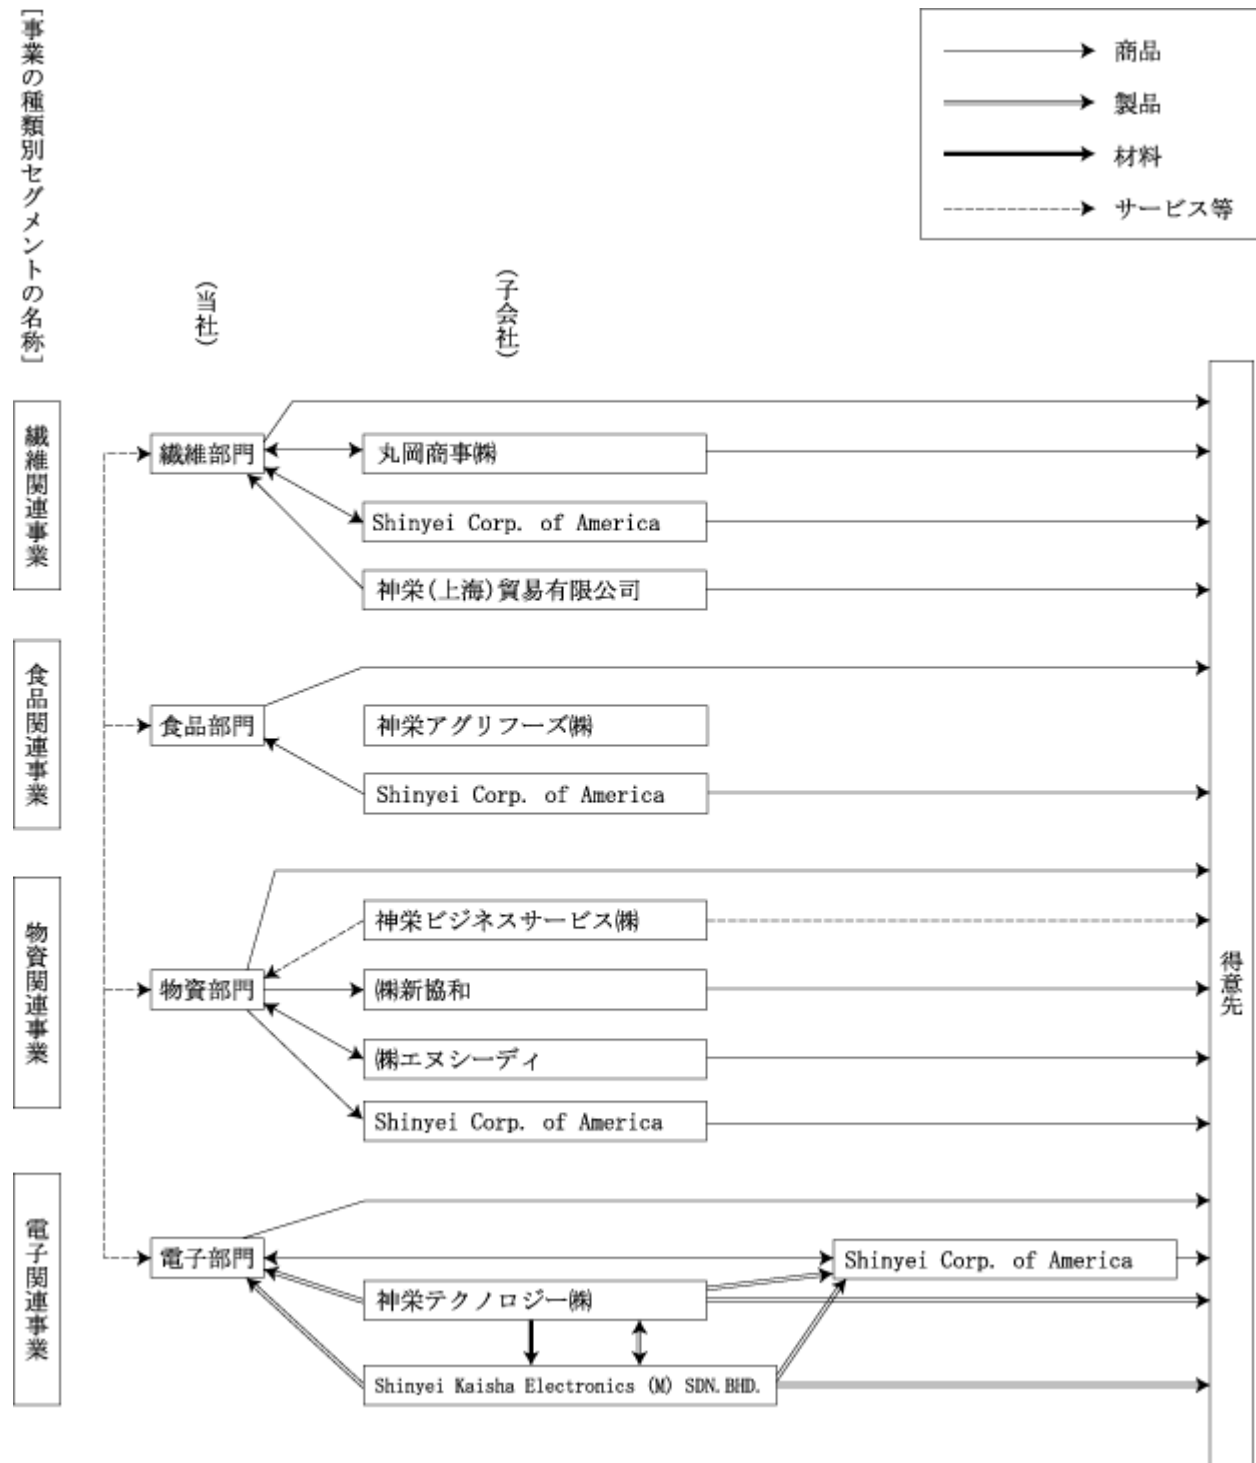 [事業の種類別セグメントの名称]
商品
製品
材料
サービス等
(当社)
(子会社)
繊維関連事業
繊維部門
丸岡商事㈱
Shinyei Corp. of America
神栄(上海)貿易有限公司
食品関連事業
食品部門
神栄アグリフーズ㈱
Shinyei Corp. of America
物資関連事業
物資部門
神栄ビジネスサービス㈱
㈱新協和
㈱エヌシーディ
Shinyei Corp. of America
電子関連事業
電子部門
Shinyei Corp. of America
神栄テクノロジー㈱
Shinyei Kaisha Electronics (M) SDN.BHD.
得意先